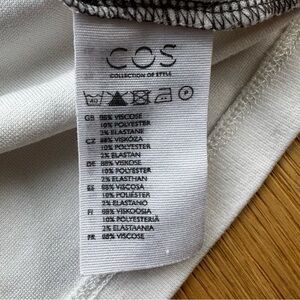 COS
COLLECTION OF STYLE
40 P
GB 88% VISCOSE
10% POLYESTER
2% ELASTANE
CZ 88% VISKÓZA
10% POLYESTER
2% ELASTAN
DE 88% VISKOSE
10% POLYESTER
2% ELASTHAN
ES 88% VISCOSA
10% POLIÉSTER
2% ELASTANO
FI 88% VISKOOSIA
10% POLYESTERIÄ
2% ELASTAANIA
FR 88% VISCOSE